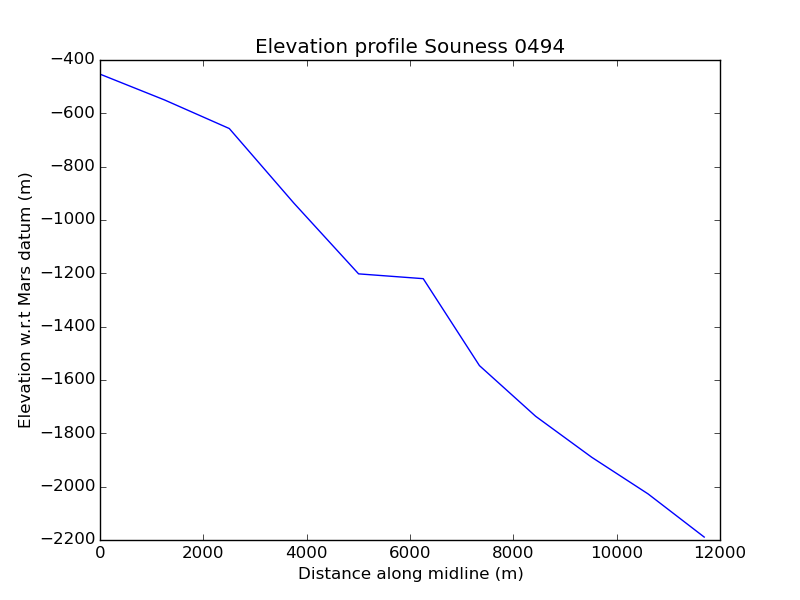 Elevation profile Souness 0494
−400
−600
−800
−1000
−1200
−1400
−1600
−1800
−2000
−2200
Elevation w.r.t Mars datum (m)
0 2000 4000 6000 8000 10000 12000
Distance along midline (m)